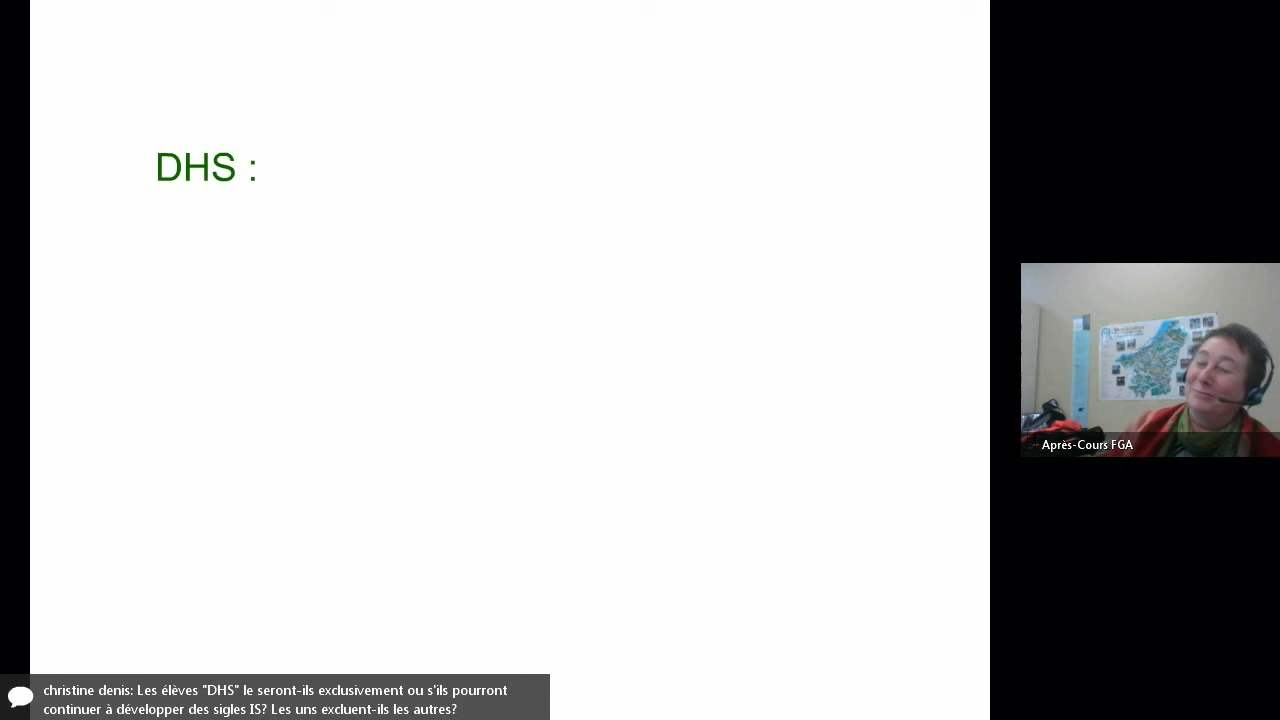 DHS :
Après-Cours FGA
christine denis: Les élèves "DHS" le seront-ils exclusivement ou s'ils pourront
continuer à développer des sigles IS? Les uns excluent-ils les autres?